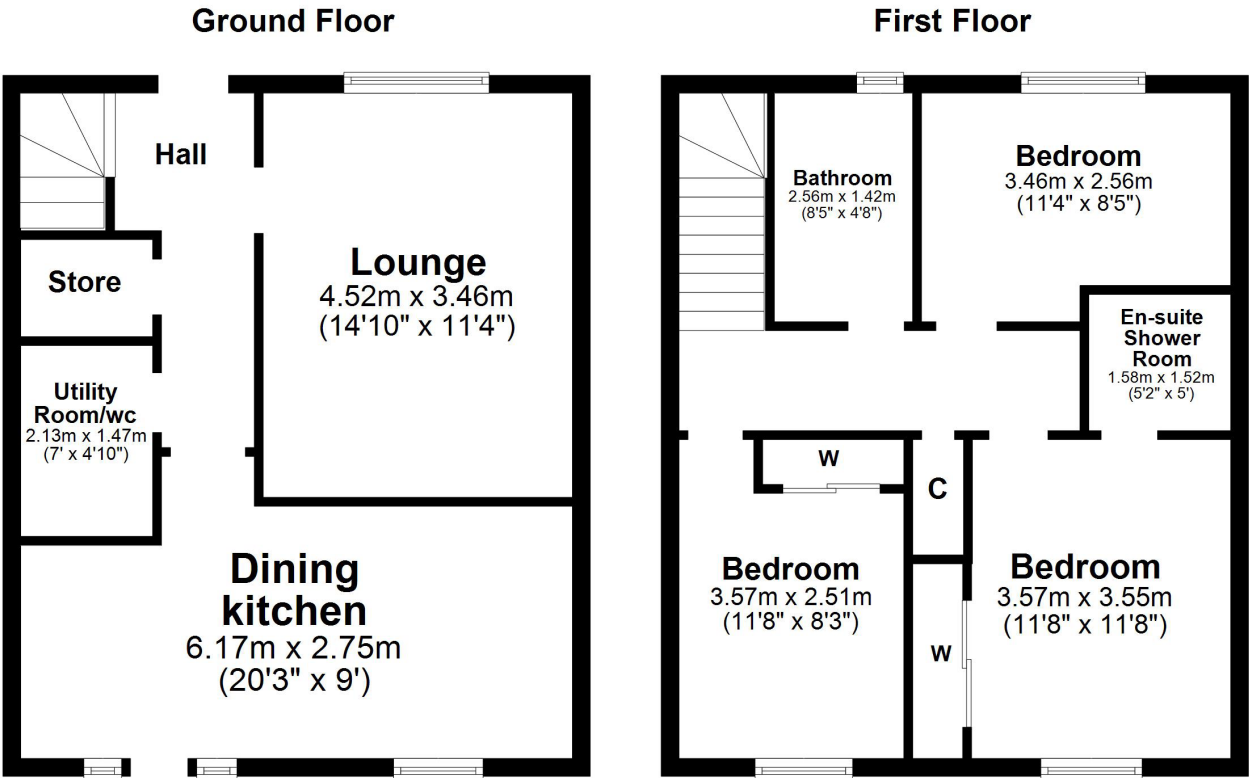 Ground Floor
Hall
Store
Utility
Room/wc
2.13m x 1.47m
(7' x 4'10")
Lounge
4.52m x 3.46m
(14'10" x 11'4")
Dining
kitchen
6.17m x 2.75m
(20'3" x 9')
First Floor
Bathroom
2.56m x 1.42m
(8'5" x 4'8")
Bedroom
3.46m x 2.56m
(11'4" x 8'5")
En-suite
Shower
Room
1.58m x 1.52m
(5'2" x 5')
W
C
Bedroom
3.57m x 2.51m
(11'8" x 8'3")
W
Bedroom
3.57m x 3.55m
(11'8" x 11'8")